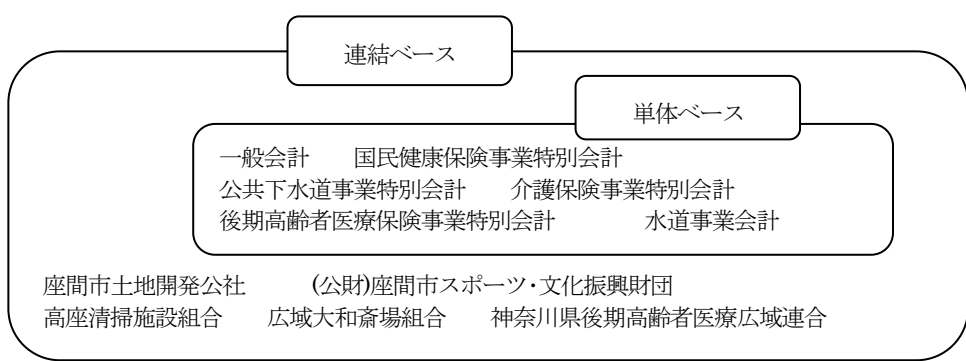 連結ベース
単体ベース
一般会計　　国民健康保険事業特別会計
公共下水道事業特別会計　　介護保険事業特別会計
後期高齢者医療保険事業特別会計　　　　水道事業会計
座間市土地開発公社　　　(公財)座間市スポーツ・文化振興財団
高座清掃施設組合　　広域大和斎場組合　　神奈川県後期高齢者医療広域連合